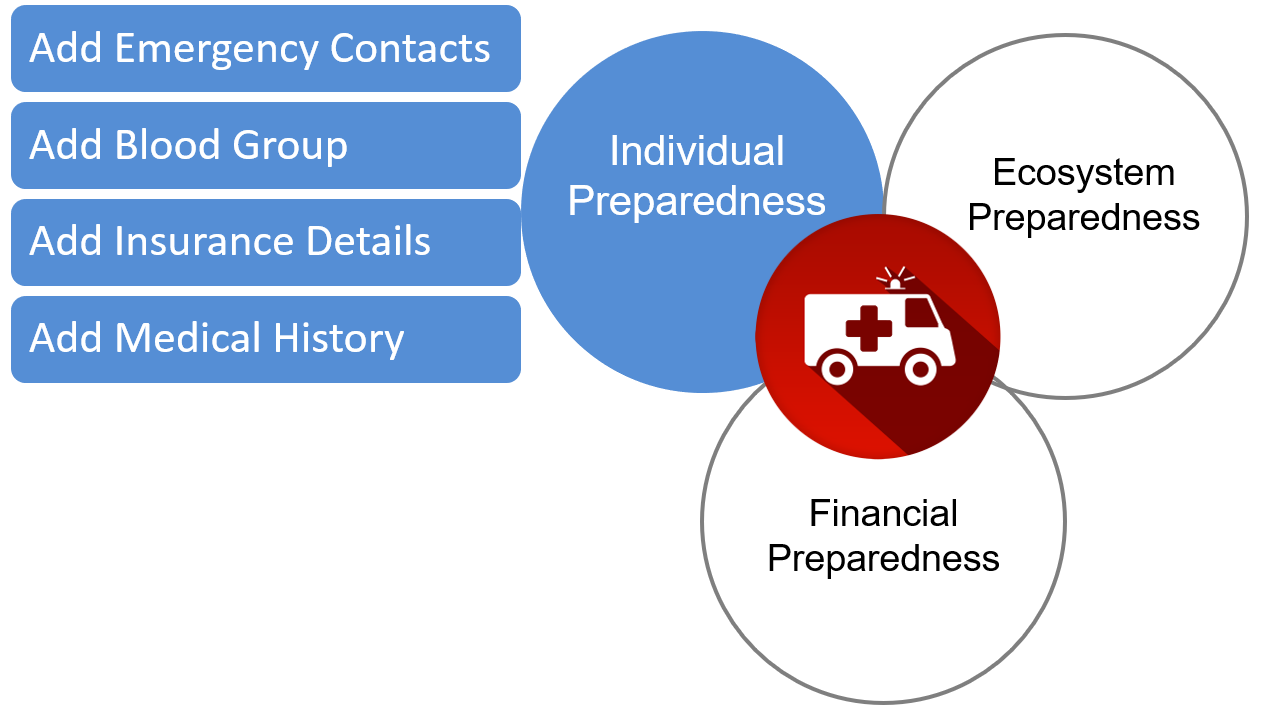 Add Emergency Contacts
Add Blood Group
Add Insurance Details
Add Medical History
Individual
Preparedness
Ecosystem
Preparedness
Financial
Preparedness